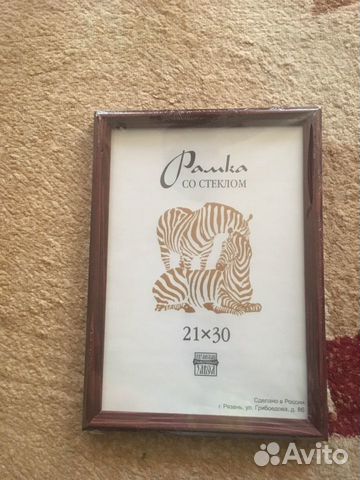 Рамка
СО СТЕКЛОМ
21×30
Сделано в России
г. Рязань, ул. Грибоедова, д. 66
Avito